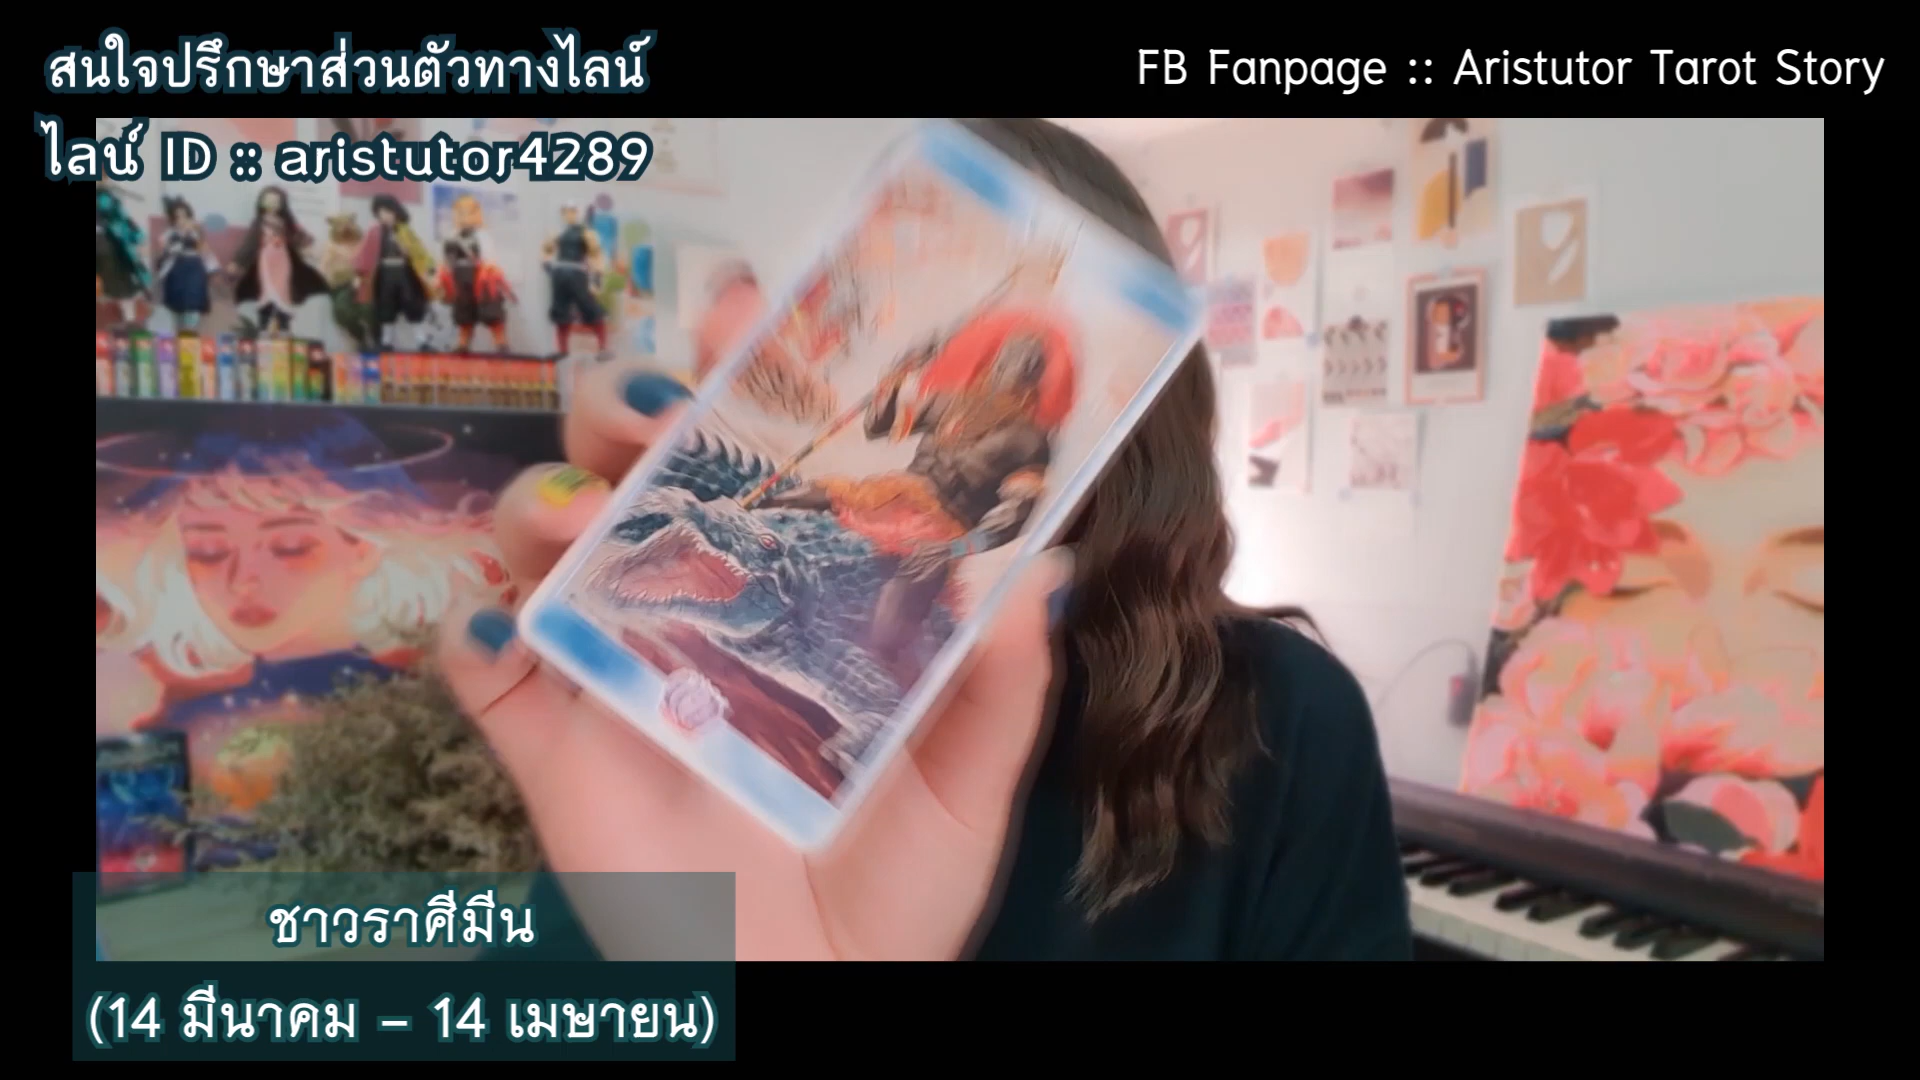 สนใจปรึกษาส่วนตัวทางไลน์
FB Fanpage :: Aristutor Tarot Story
ไลน์ ID :: aristutor4289
ชาวราศีมีน
(14 มีนาคม – 14 เมษายน)